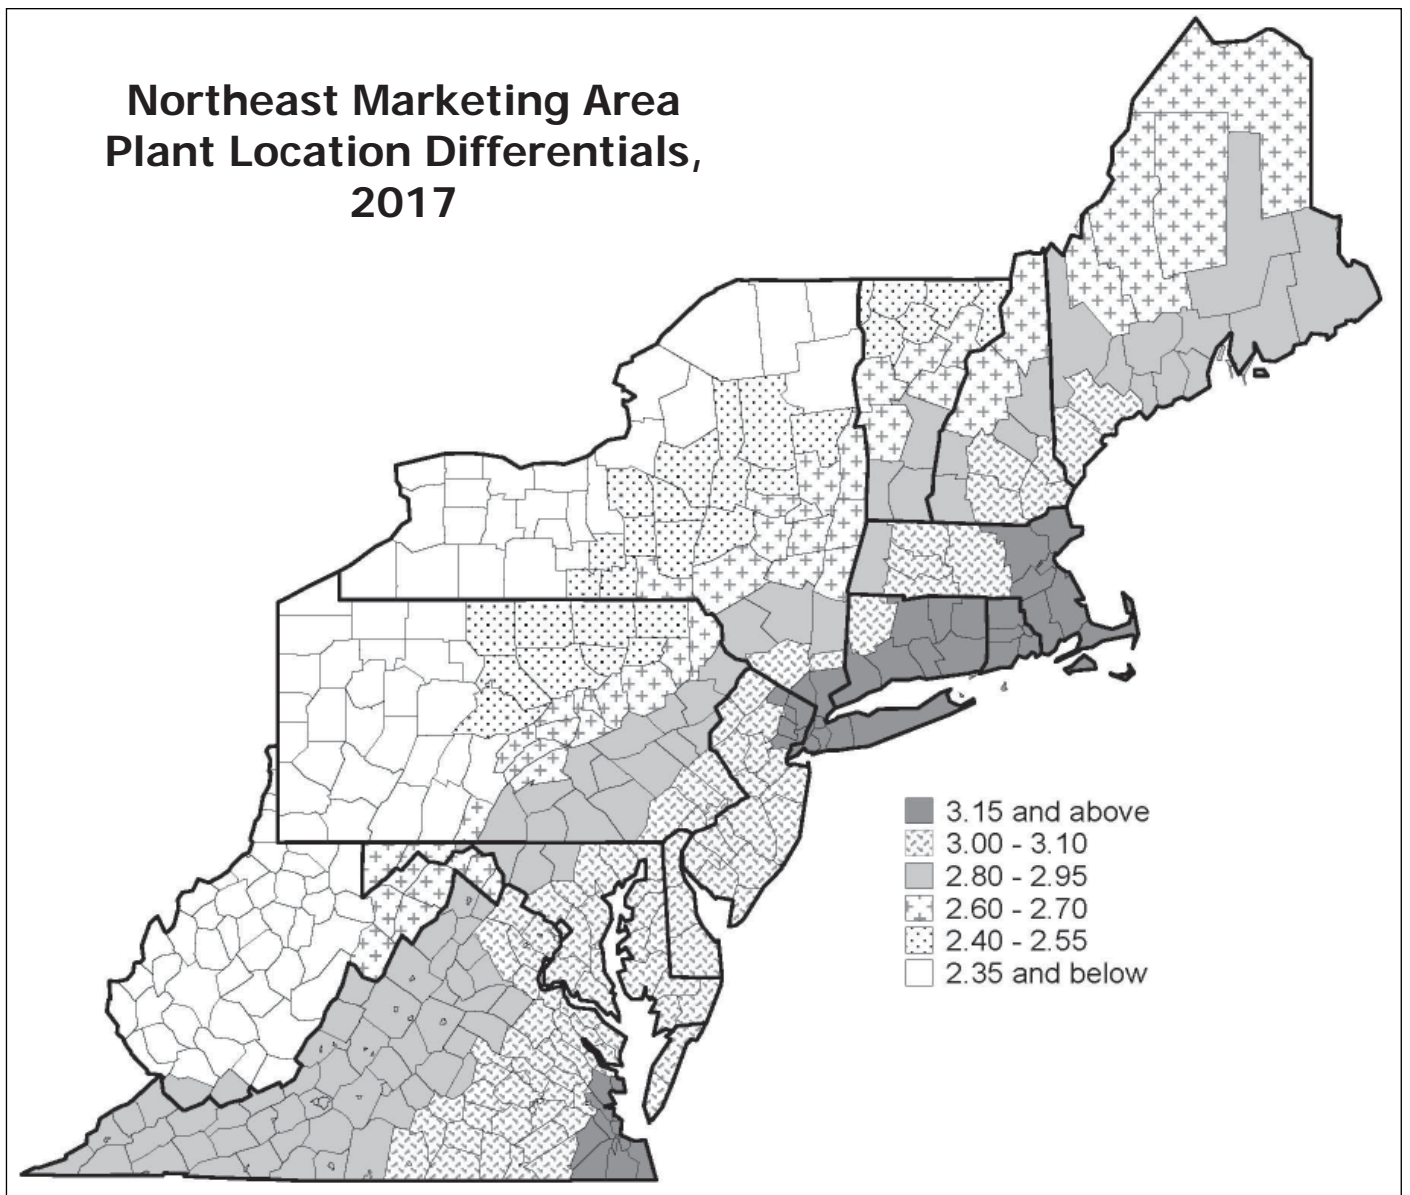 Northeast Marketing Area
Plant Location Differentials,
2017
3.15 and above
3.00 - 3.10
2.80 - 2.95
2.60 - 2.70
2.40 - 2.55
2.35 and below